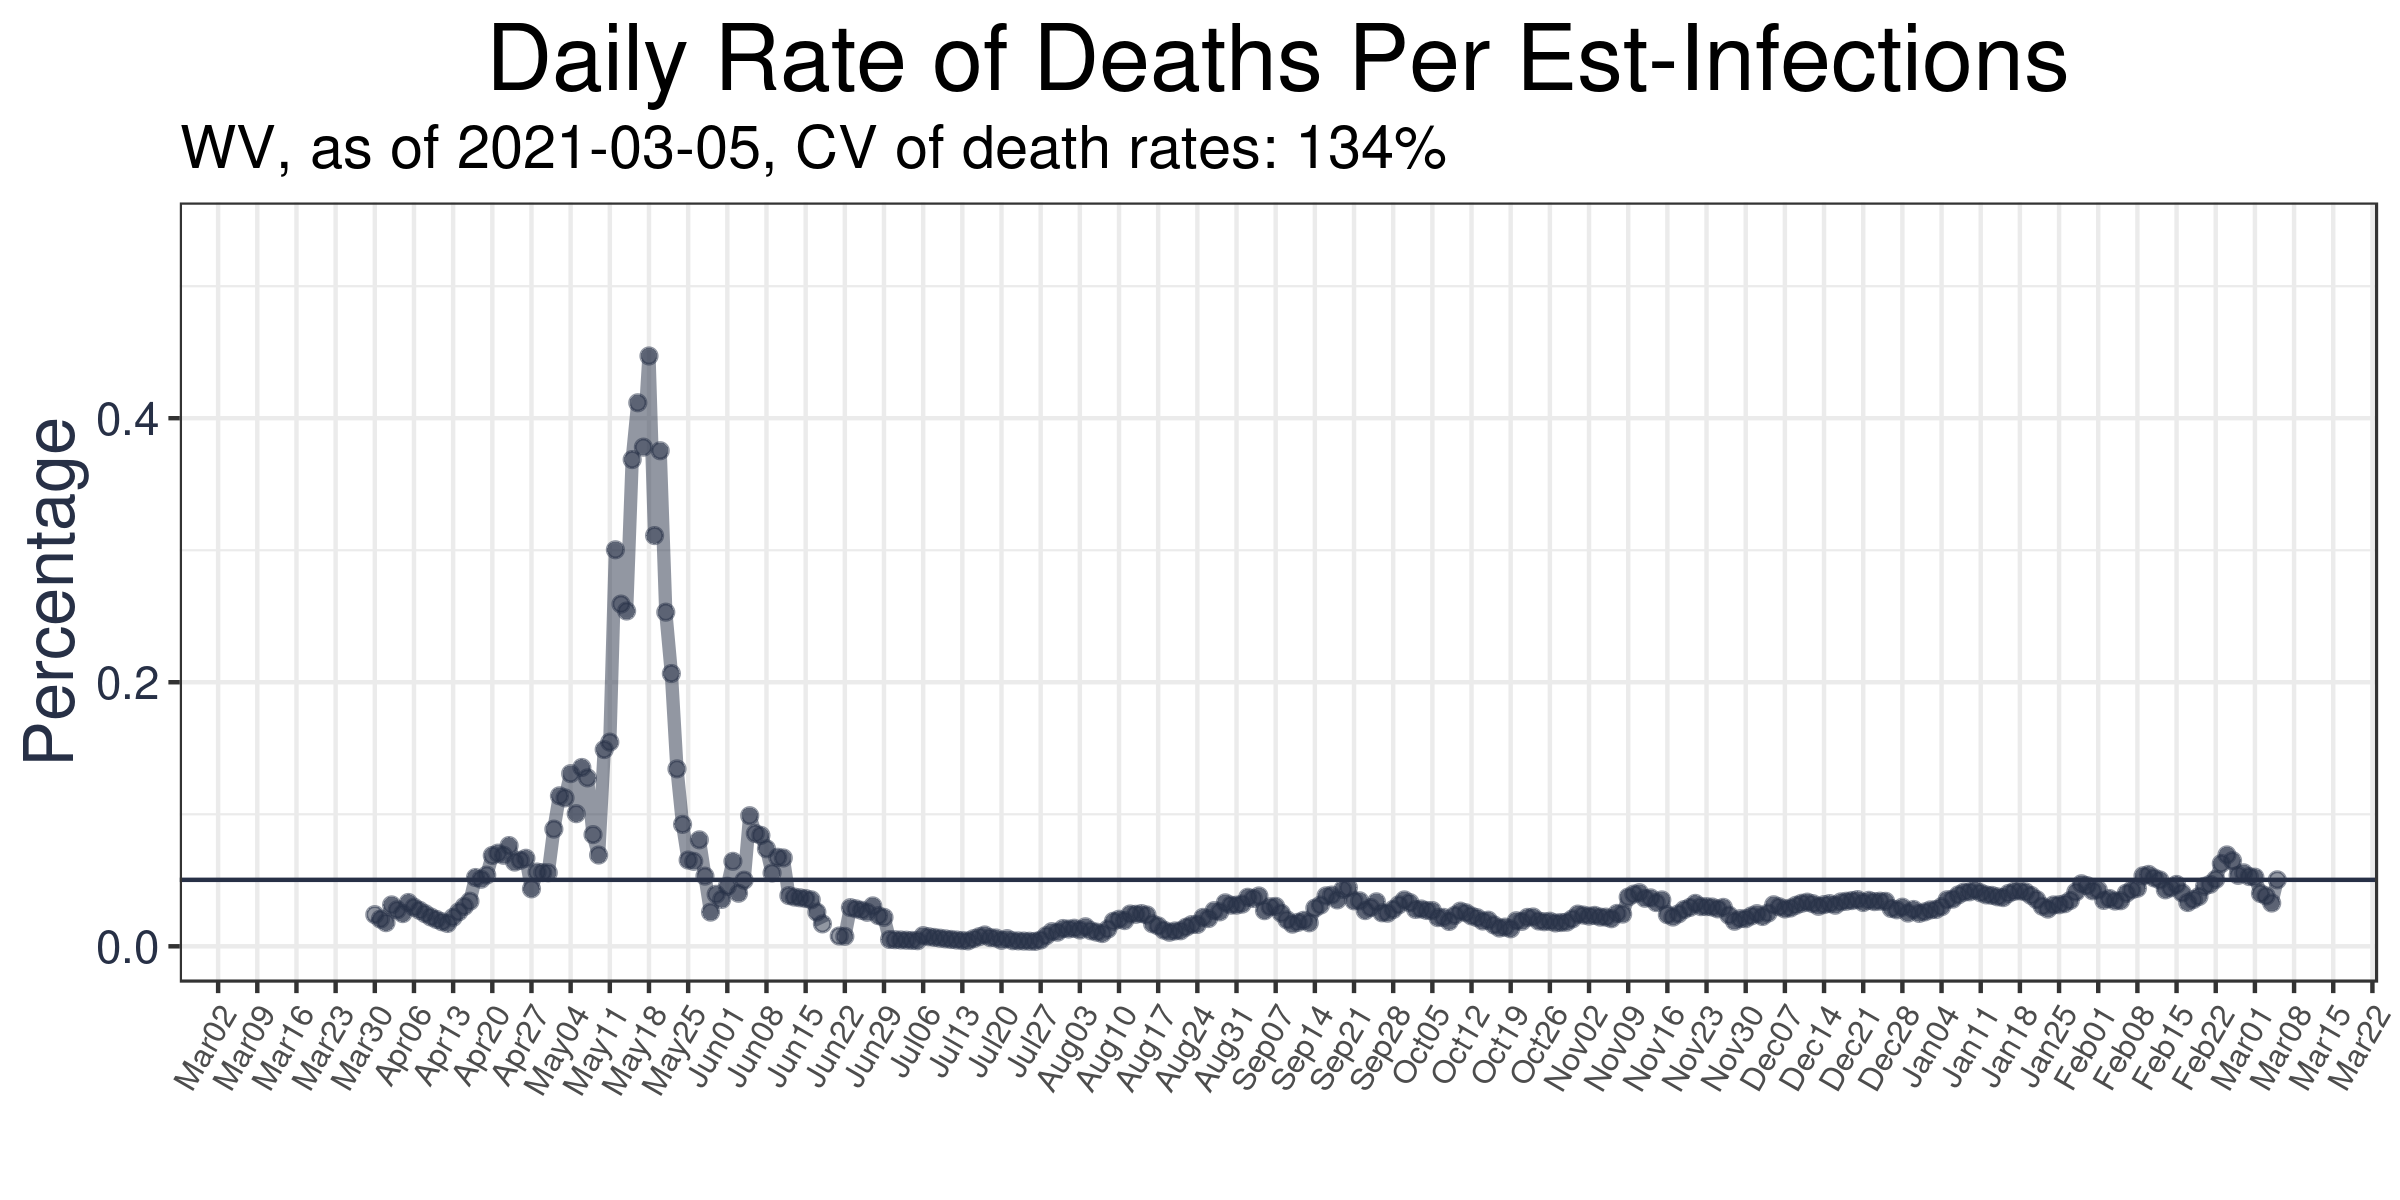 Daily Rate of Deaths Per Est-Infections
WV, as of 2021-03-05, CV of death rates: 134%
Percentage
0.4
0.2
0.0
Mar02
Mar09
Mar16
Mar23
Mar30
Apr06
Apr13
Apr20
Apr27
May04
May11
May18
May25
Jun01
Jun08
Jun15
Jun22
Jun29
Jul06
Jul13
Jul20
Jul27
Aug03
Aug10
Aug17
Aug24
Aug31
Sep07
Sep14
Sep21
Sep28
Oct05
Oct12
Oct19
Oct26
Nov02
Nov09
Nov16
Nov23
Nov30
Dec07
Dec14
Dec21
Dec28
Jan04
Jan11
Jan18
Jan25
Feb01
Feb08
Feb15
Feb22
Mar01
Mar08
Mar15
Mar22